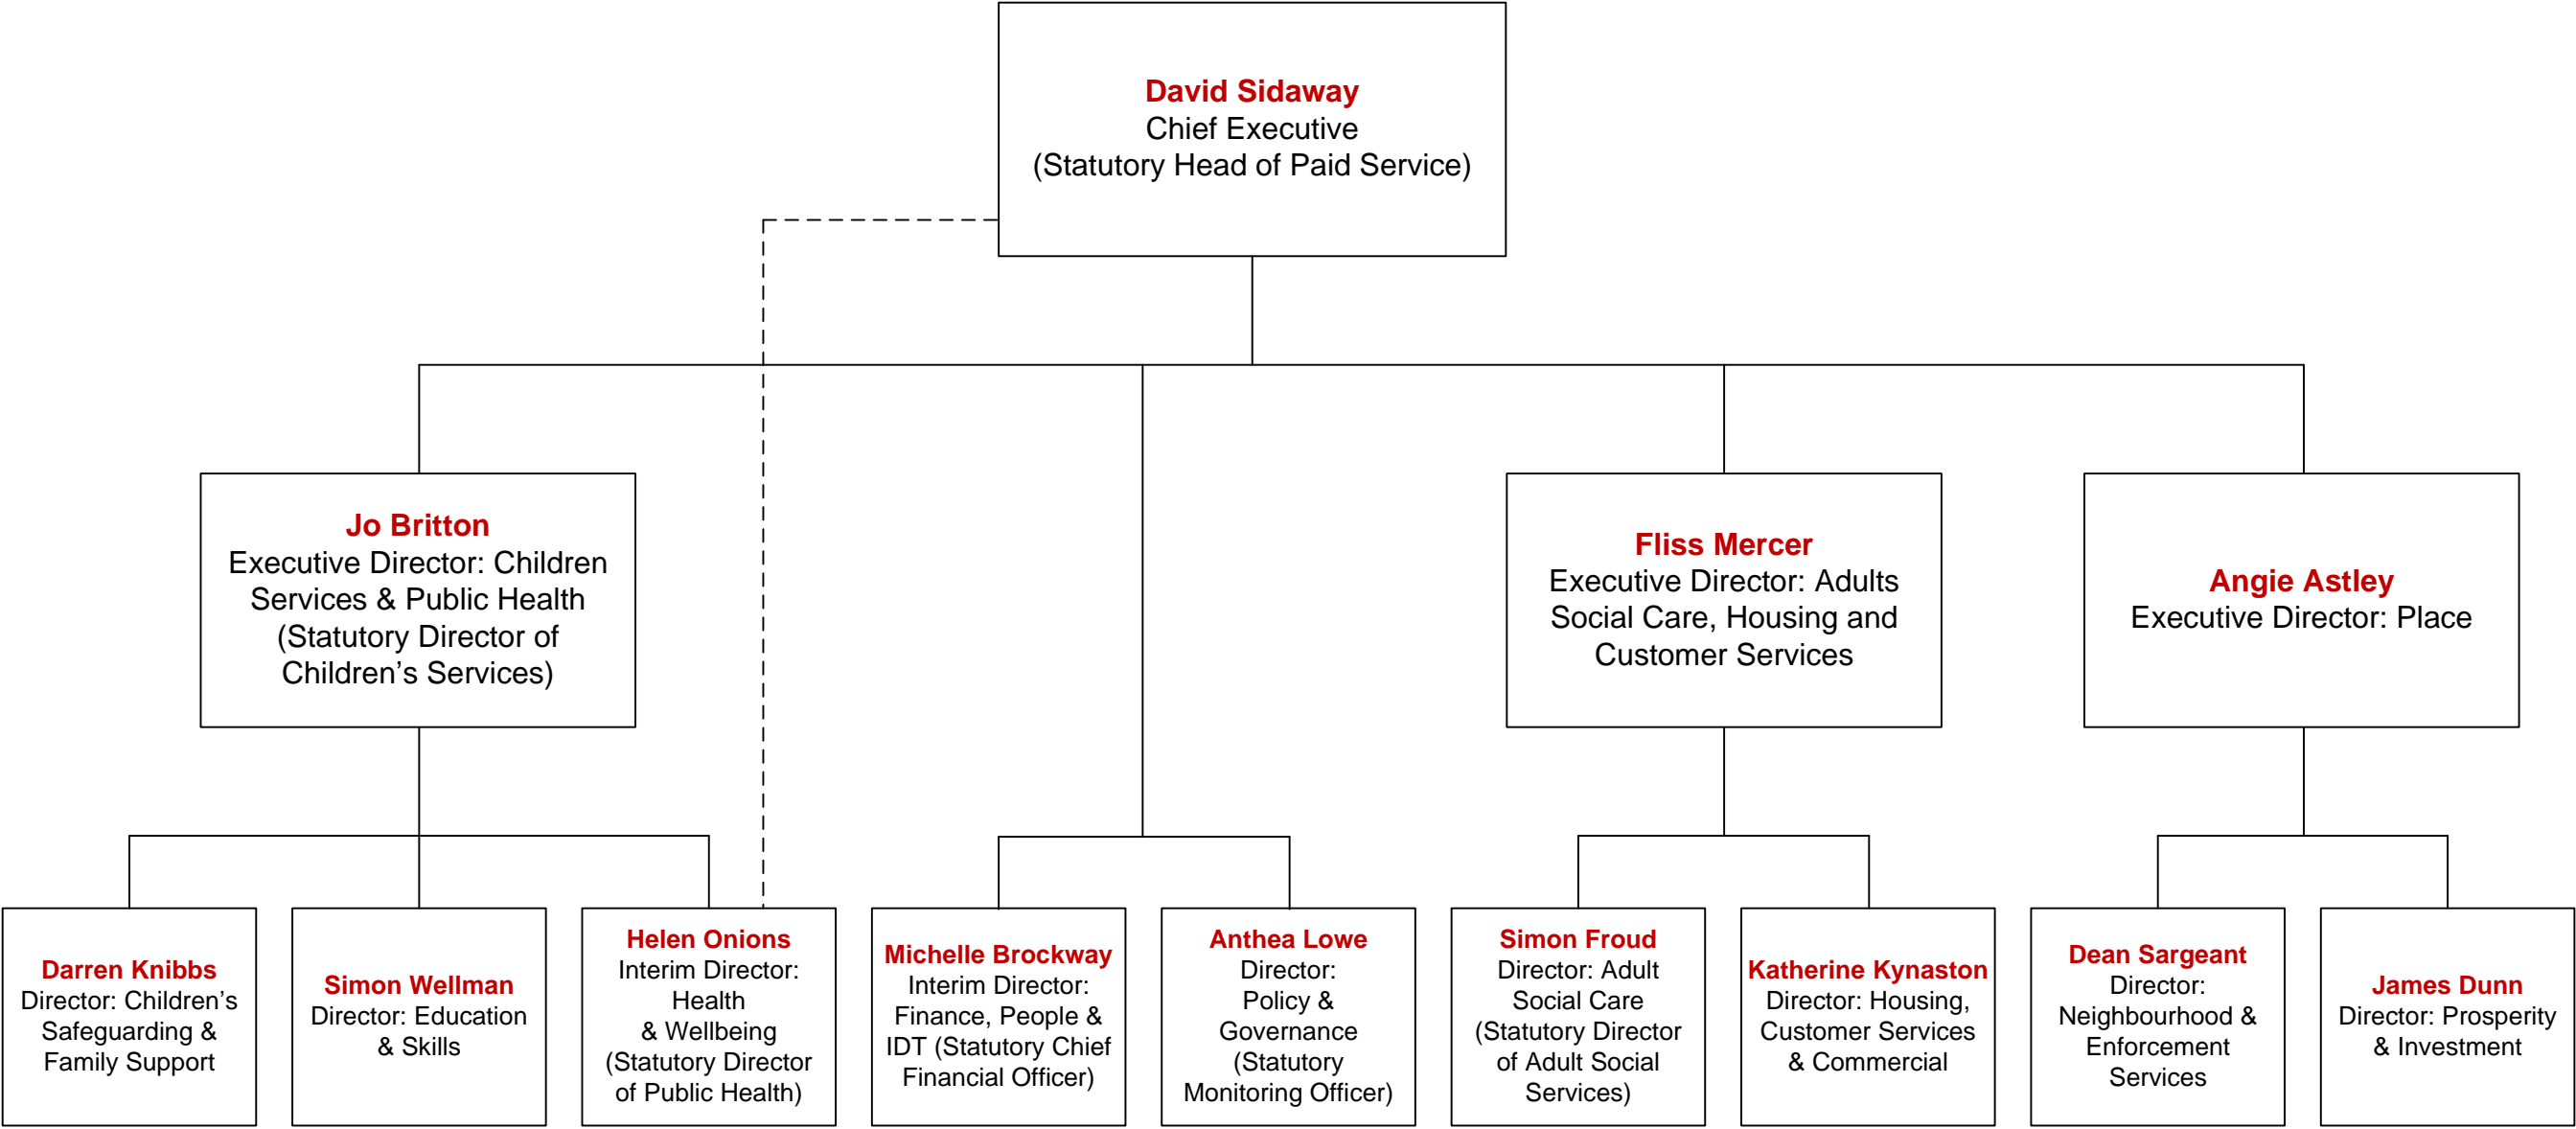 David Sidaway
Chief Executive
(Statutory Head of Paid Service)
Jo Britton
Executive Director: Children
Services & Public Health
(Statutory Director of
Children’s Services)
Fliss Mercer
Executive Director: Adults
Social Care, Housing and
Customer Services
Angie Astley
Executive Director: Place
Darren Knibbs
Director: Children’s
Safeguarding &
Family Support
Simon Wellman
Director: Education
& Skills
Helen Onions
Interim Director:
Health
& Wellbeing
(Statutory Director
of Public Health)
Michelle Brockway
Interim Director:
Finance, People &
IDT (Statutory Chief
Financial Officer)
Anthea Lowe
Director:
Policy &
Governance
(Statutory
Monitoring Officer)
Simon Froud
Director: Adult
Social Care
(Statutory Director
of Adult Social
Services)
Katherine Kynaston
Director: Housing,
Customer Services
& Commercial
Dean Sargeant
Director:
Neighbourhood &
Enforcement
Services
James Dunn
Director: Prosperity
& Investment